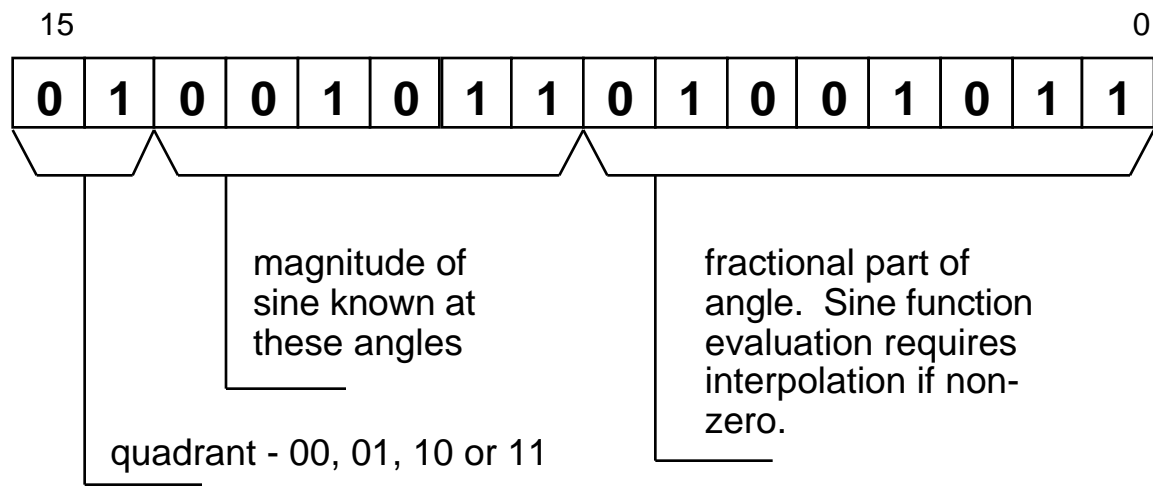 15 0
0 1 0 0 1 0 1 1 0 1 0 0 1 0 1 1
magnitude of
sine known at
these angles
fractional part of
angle. Sine function
evaluation requires
interpolation if non-
zero.
quadrant - 00, 01, 10 or 11